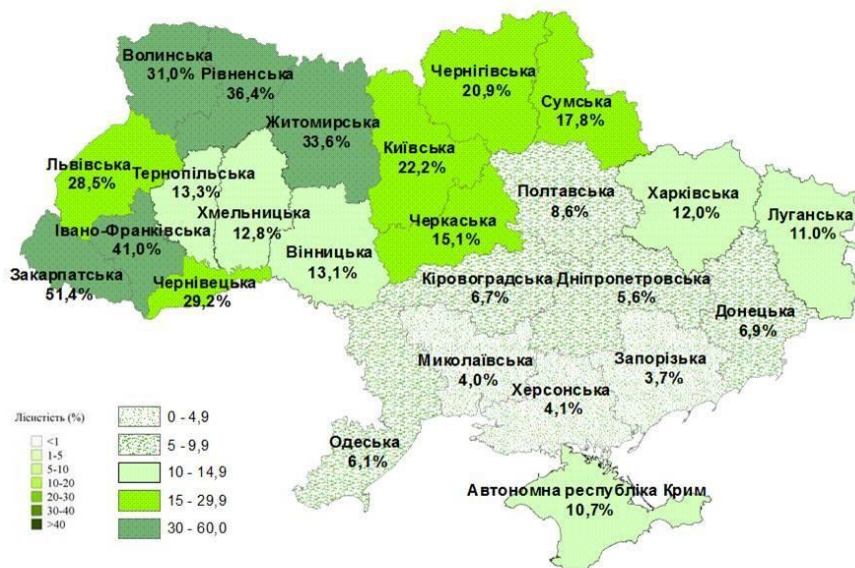 Волинська
31,0%
Рівненська
36,4%
Житомирська
33,6%
Чернігівська
20,9%
Сумська
17,8%
Київська
22,2%
Львівська
28,5%
Тернопільська
13,3%
Хмельницька
12,8%
Полтавська
8,6%
Харківська
12,0%
Луганська
11.0%
Черкаська
15,1%
Івано-Франківська
41,0%
Вінницька
13,1%
Закарпатська
51,4%
Чернівецька
29,2%
Кіровоградська
6,7%
Дніпропетровська
5,6%
Донецька
6,9%
Миколаївська
4,0%
Запорізька
3,7%
Херсонська
4,1%
Одеська
6,1%
Автономна республіка Крим
10,7%
Лісистість (%)
<1
1-5
5-10
10-20
20-30
30-40
>40
0 - 4,9
5 - 9,9
10 - 14,9
15 - 29,9
30 - 60,0